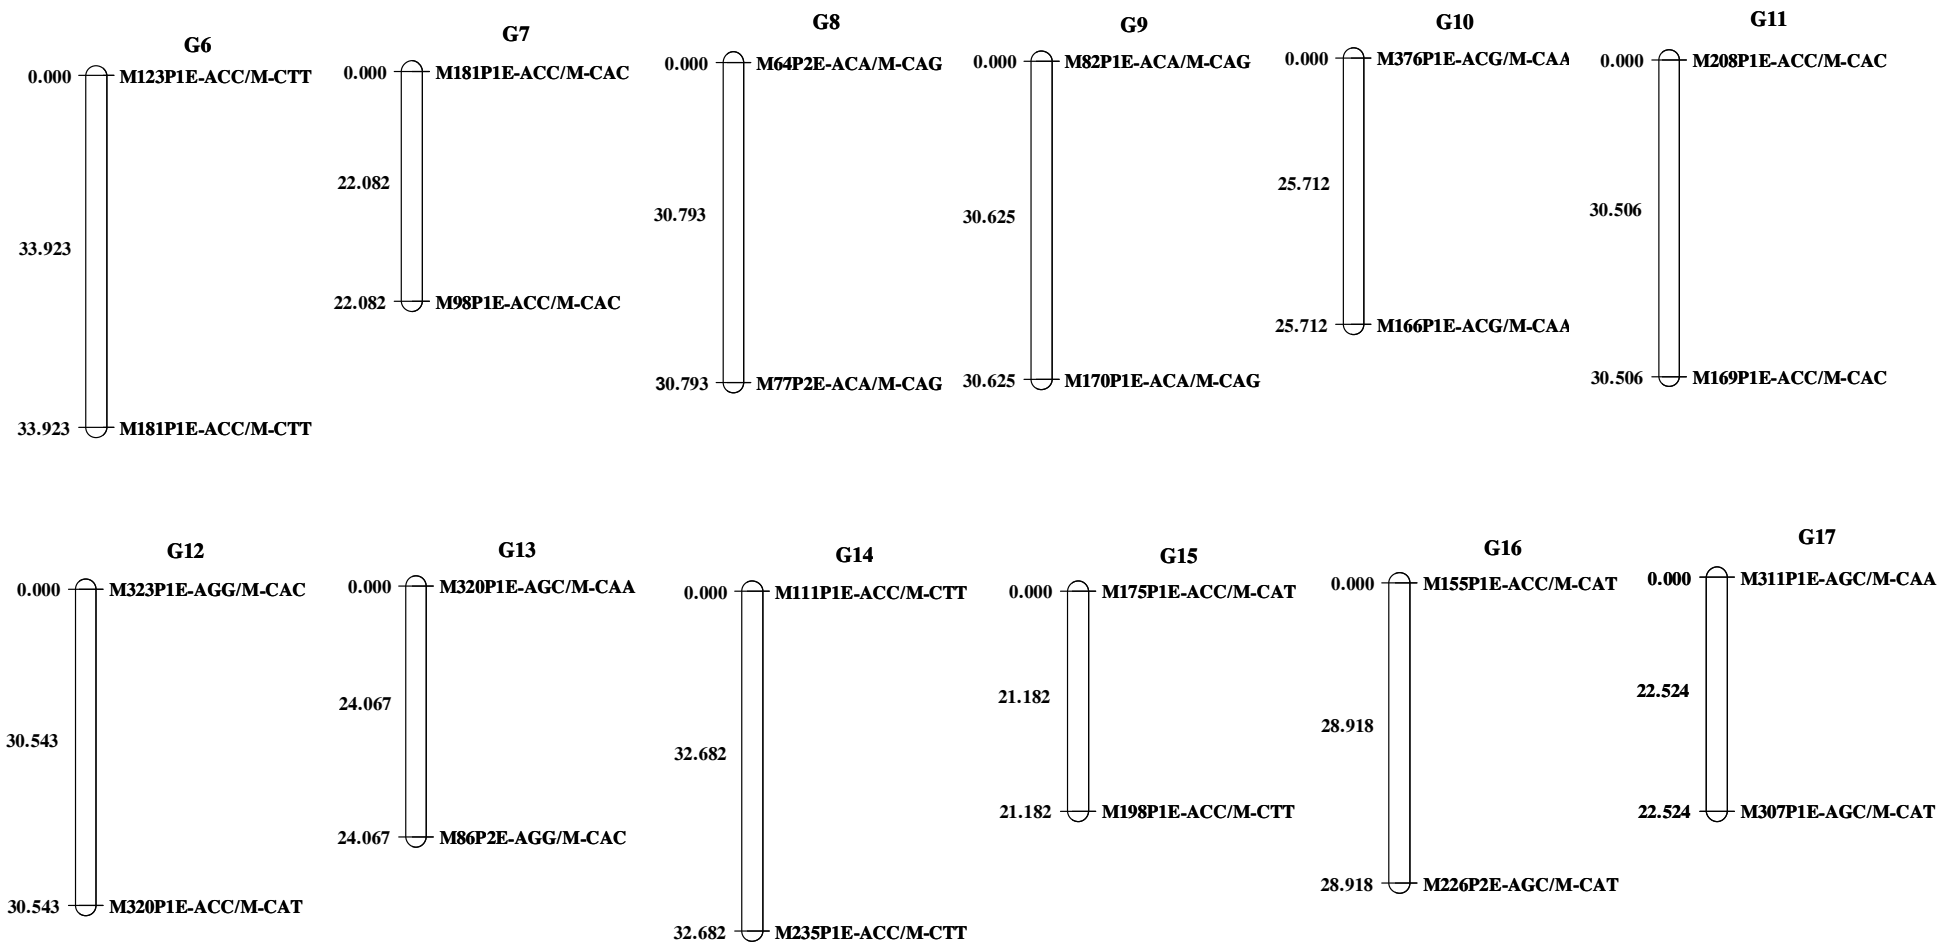 G6
0.000 M123P1E-ACC/M-CTT
33.923
33.923 M181P1E-ACC/M-CTT
G7
0.000 M181P1E-ACC/M-CAC
22.082
22.082 M98P1E-ACC/M-CAC
G8
0.000 M64P2E-ACA/M-CAG
30.793
30.793 M77P2E-ACA/M-CAG
G9
0.000 M82P1E-ACA/M-CAG
30.625
30.625 M170P1E-ACA/M-CAG
G10
0.000 M376P1E-ACG/M-CAA
25.712
25.712 M166P1E-ACG/M-CAA
G11
0.000 M208P1E-ACC/M-CAC
30.506
30.506 M169P1E-ACC/M-CAC
G12
0.000 M323P1E-AGG/M-CAC
30.543
30.543 M320P1E-ACC/M-CAT
G13
0.000 M320P1E-AGC/M-CAA
24.067
24.067 M86P2E-AGG/M-CAC
G14
0.000 M111P1E-ACC/M-CTT
32.682
32.682 M235P1E-ACC/M-CTT
G15
0.000 M175P1E-ACC/M-CAT
21.182
21.182 M198P1E-ACC/M-CTT
G16
0.000 M155P1E-ACC/M-CAT
28.918
28.918 M226P2E-AGC/M-CAT
G17
0.000 M311P1E-AGC/M-CAA
22.524
22.524 M307P1E-AGC/M-CAT